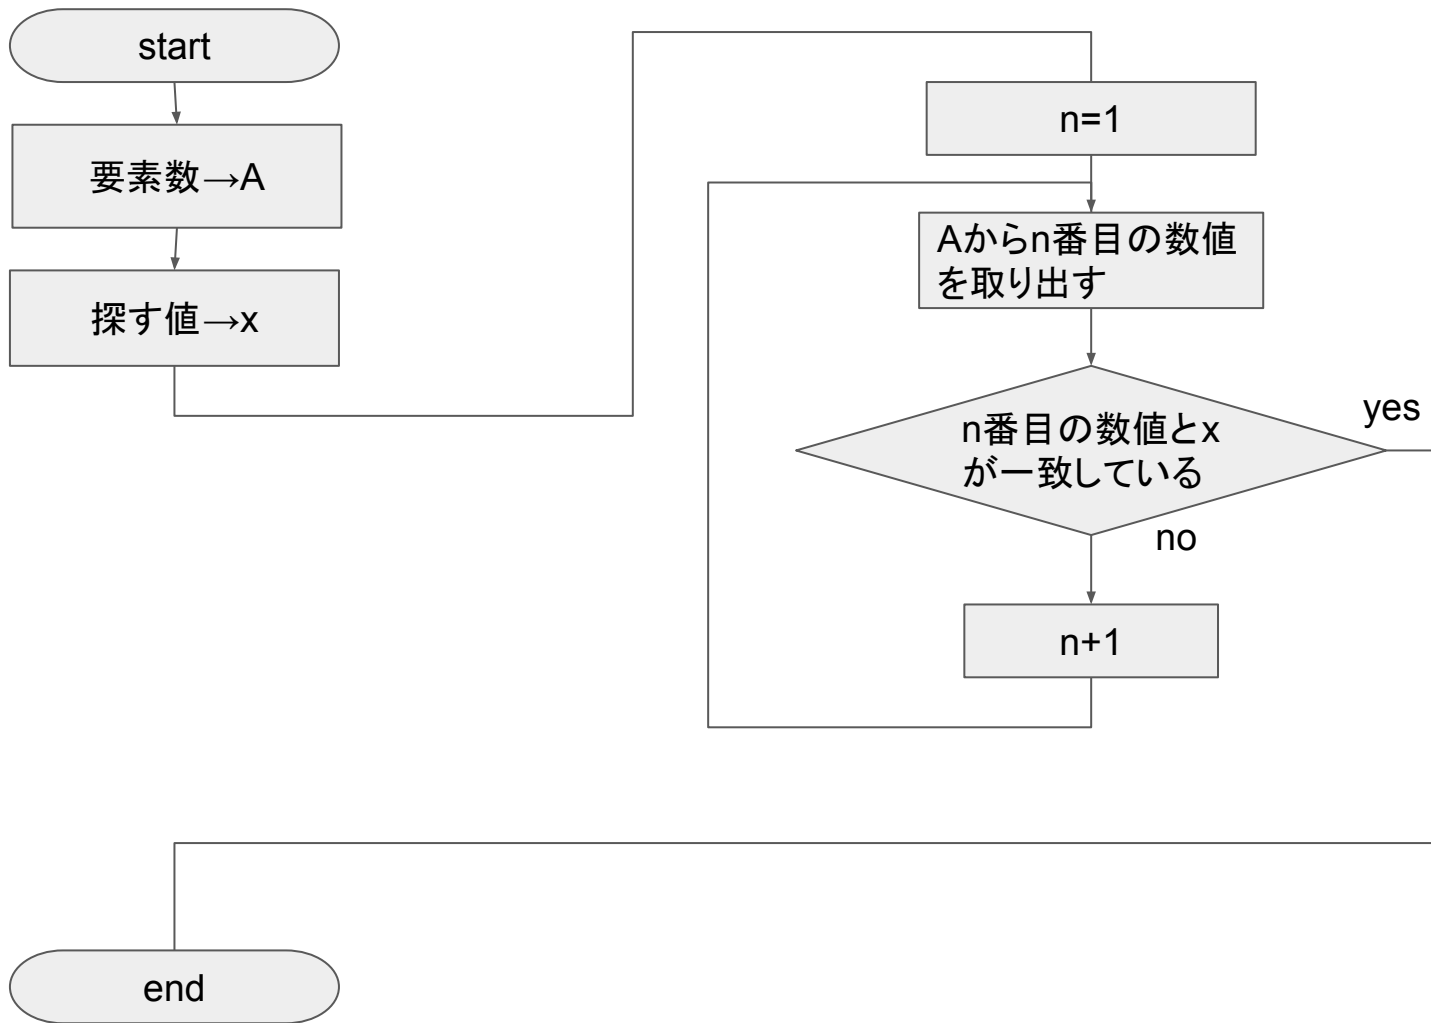 start
要素数→A
探す値→x
n=1
Aからn番目の数値
を取り出す
n番目の数値とx
が一致している
yes
no
n+1
end